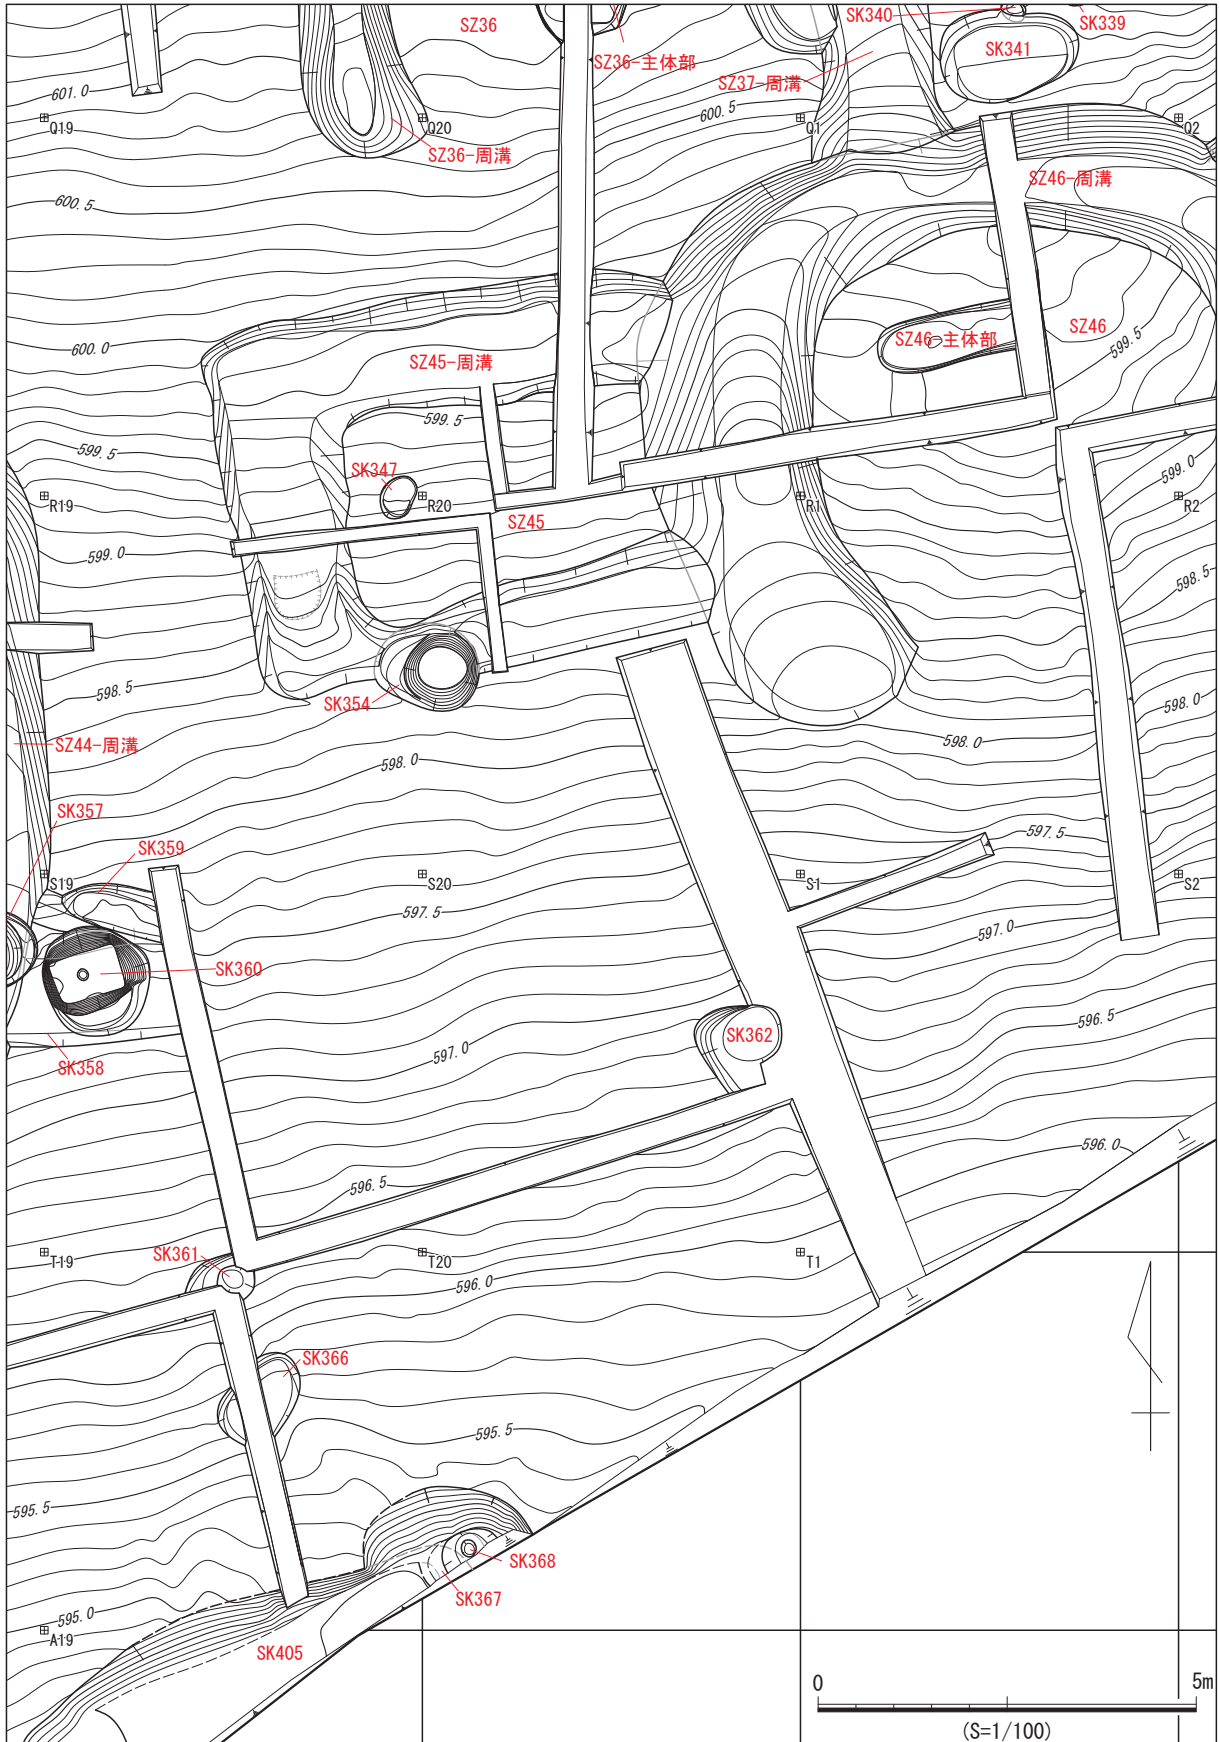 SZ36
SK340
SK339
SK341
SZ36-主体部
SZ37-周溝
601.0
600.5
Q19
Q20
Q1
Q2
SZ36-周溝
SZ46-周溝
600.5
SZ46-主体部
SZ46
599.5
600.0
SZ45-周溝
599.5
599.5
SK347
599.0
R19
R20
R1
R2
SZ45
599.0
598.5
598.5
SK354
598.0
SZ44-周溝
598.0
598.0
SK357
SK359
597.5
S19
S20
S1
S2
597.5
597.0
SK360
596.5
SK362
597.0
SK358
596.0
596.5
T19
SK361
T20
T1
596.0
SK366
595.5
595.5
SK368
SK367
595.0
A19
SK405
0
5m
(S=1/100)